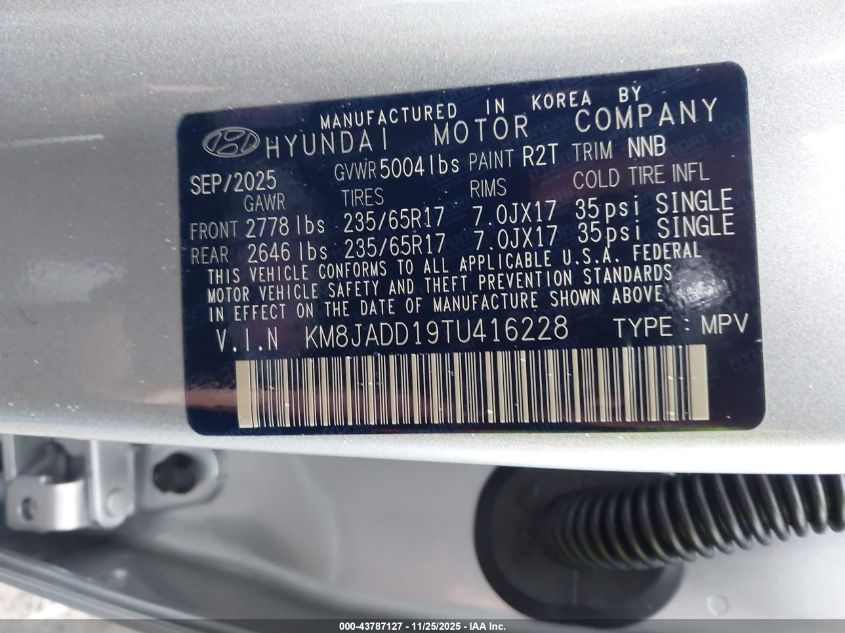 MANUFACTURED IN KOREA BY
HYUNDAI MOTOR COMPANY
SEP/2025 GVWR 5004 lbs PAINT R2T TRIM NNB
GAWR TIRES RIMS COLD TIRE INFL
FRONT 2778 lbs 235/65R17 7.0JX17 35psi SINGLE
REAR 2646 lbs 235/65R17 7.0JX17 35psi SINGLE
THIS VEHICLE CONFORMS TO ALL APPLICABLE U.S.A. FEDERAL
MOTOR VEHICLE SAFETY AND THEFT PREVENTION STANDARDS
IN EFFECT ON THE DATE OF MANUFACTURE SHOWN ABOVE.
V.I.N KM8JADD19TU416228 TYPE : MPV
000-43787127 - 11/25/2025 - IAA Inc.